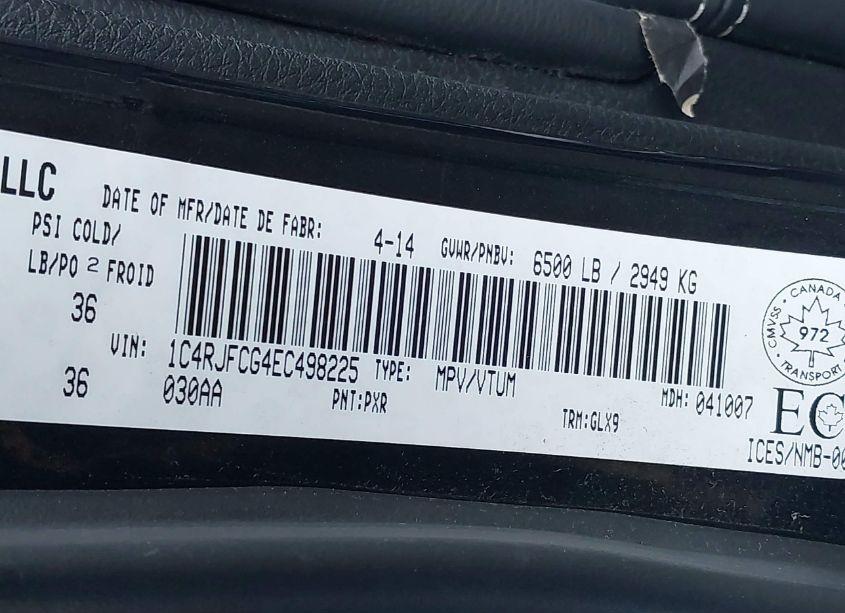 LLC
DATE OF MFR/DATE DE FABR: 4-14 GVWR/PNBV: 6500 LB / 2949 KG
PSI COLD/
LB/PO 2 FROID
36
36
VIN: 1C4RJFCG4EC498225 TYPE: MPV/VTUM MDH: 041007
030AA PNT:PXR TRM:GLX9
CANADA
CMVSS 972
TRANSPORT
EC
ICES/NMB-00